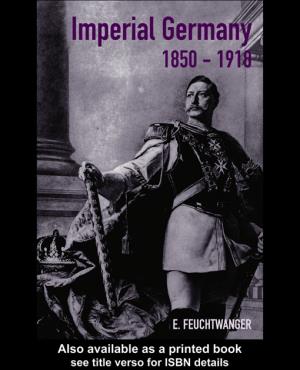 Imperial Germany
1850 - 1918
E. FEUCHTWANGER
Also available as a printed book
see title verso for ISBN details